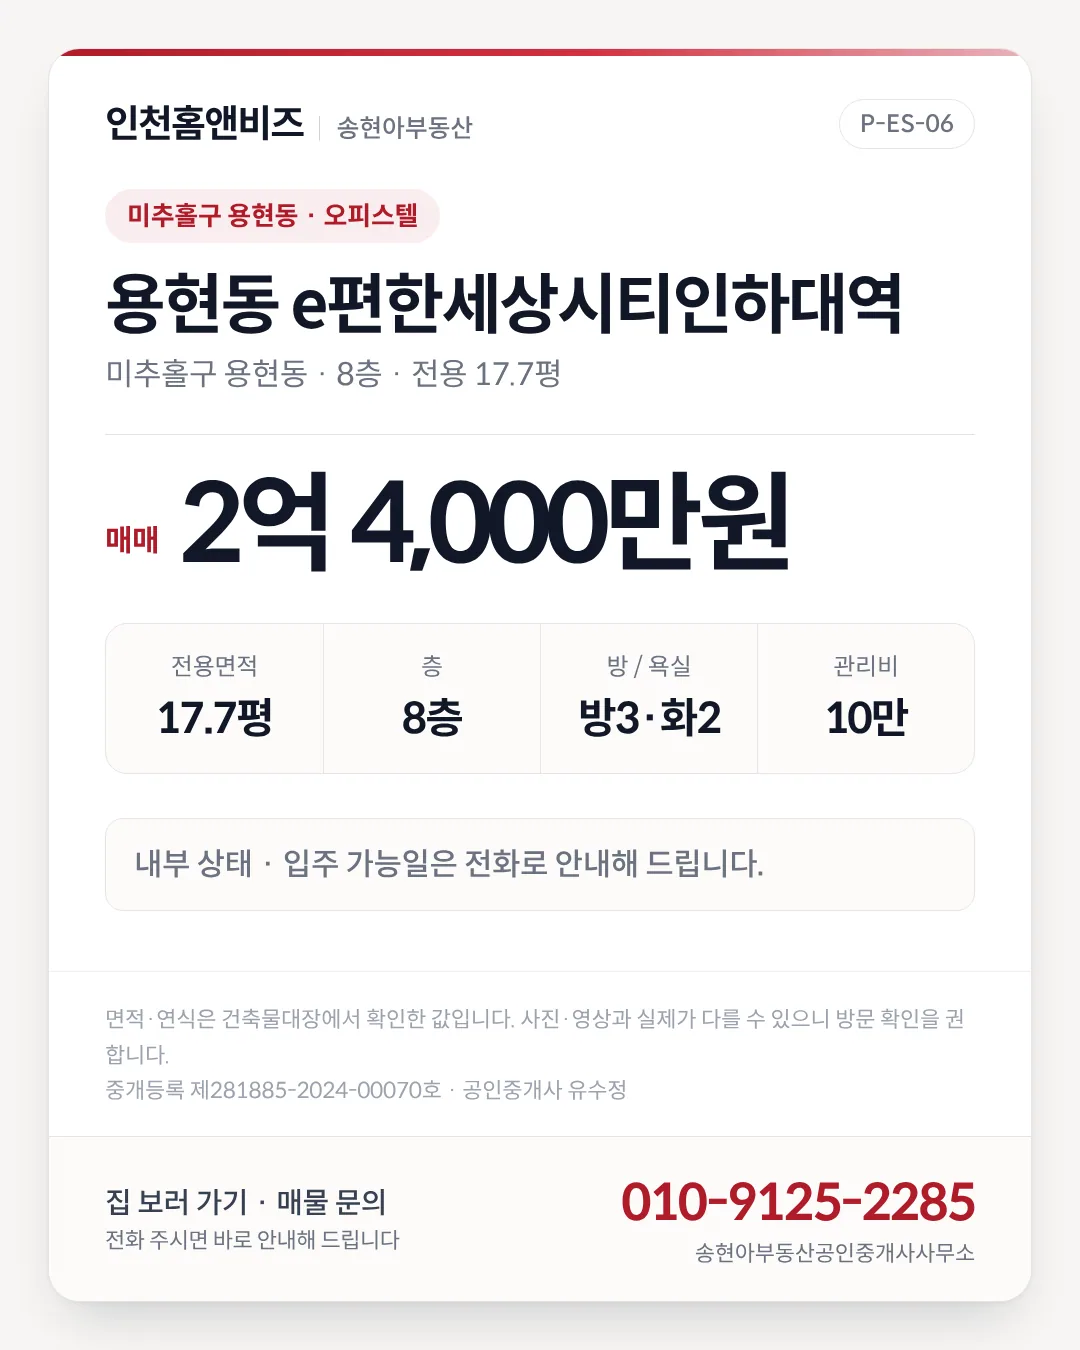 인천홈앤비즈 | 송현아부동산
P-ES-06
미추홀구 용현동 · 오피스텔
용현동 e편한세상시티인하대역
미추홀구 용현동 · 8층 · 전용 17.7평
매매 2억 4,000만원
전용면적 층 방 / 욕실 관리비
17.7평 8층 방3·화2 10만
내부 상태 · 입주 가능일은 전화로 안내해 드립니다.
면적·연식은 건축물대장에서 확인한 값입니다. 사진·영상과 실제가 다를 수 있으니 방문 확인을 권
합니다.
중개등록 제281885-2024-00070호 · 공인중개사 유수정
집 보러 가기 · 매물 문의
전화 주시면 바로 안내해 드립니다
010-9125-2285
송현아부동산공인중개사사무소